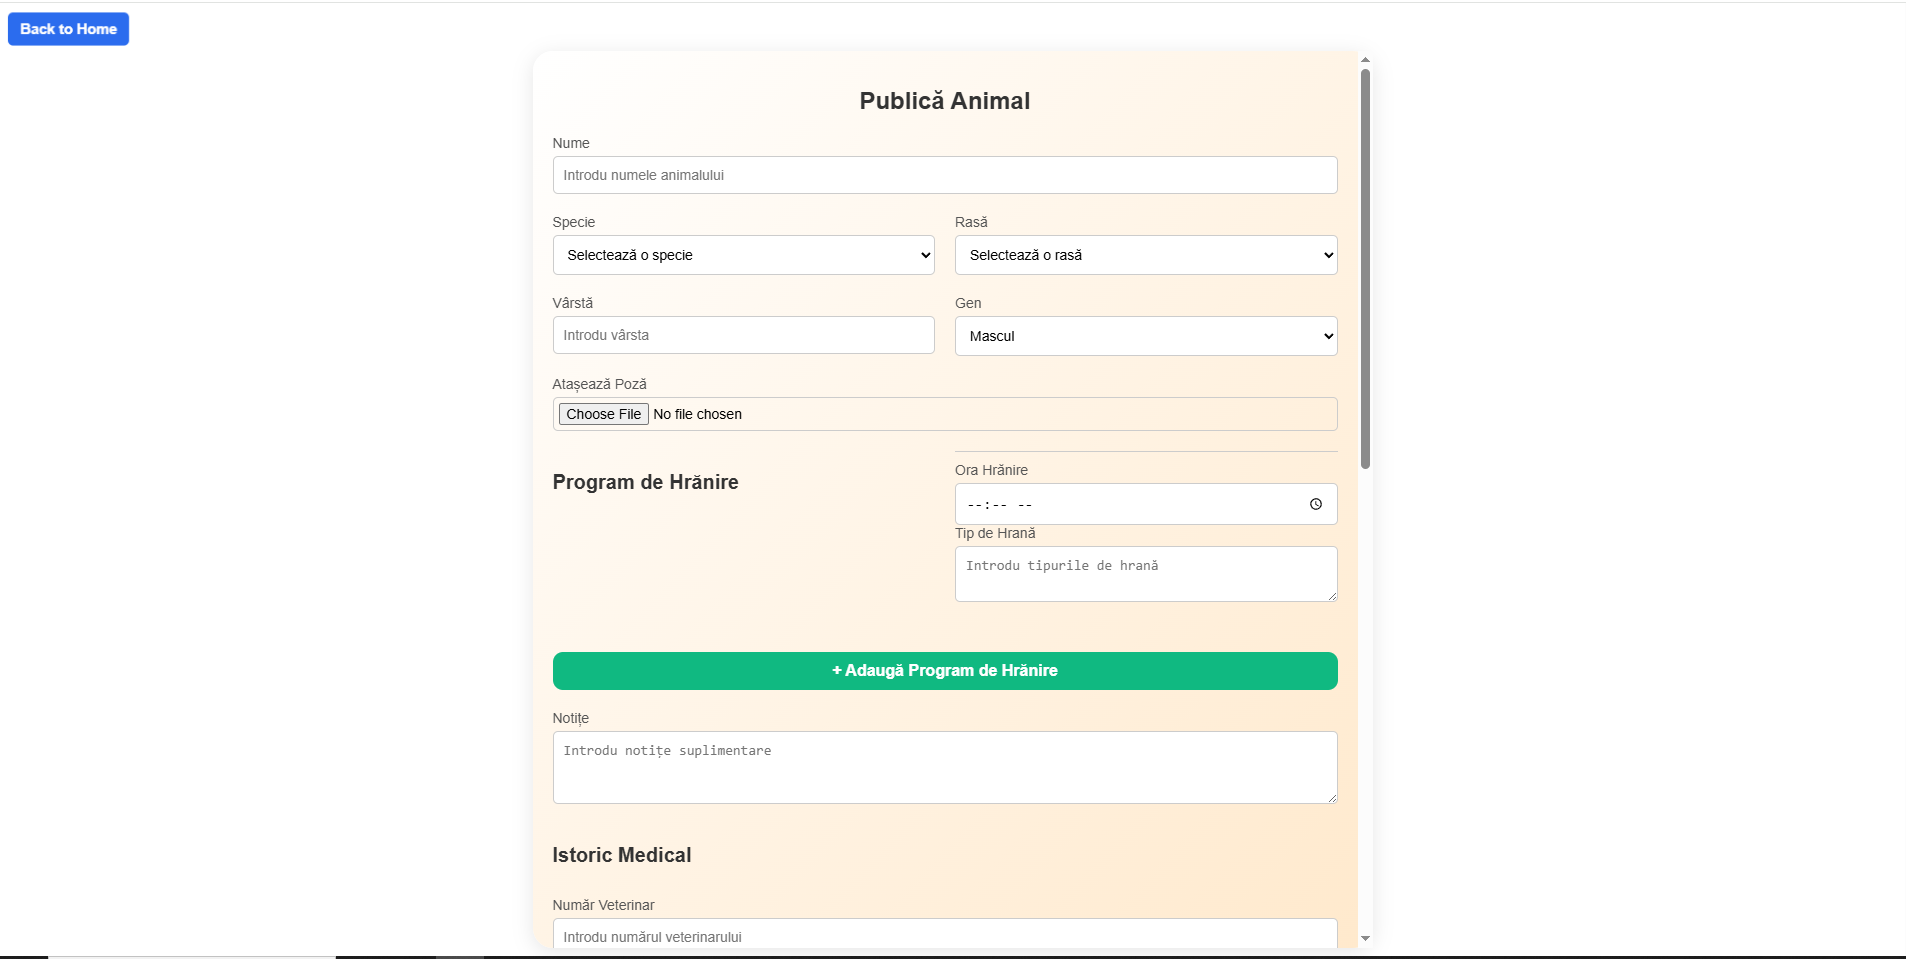 Back to Home
Publică Animal
Nume
Introdu numele animalului
Specie
Selectează o specie
Rasă
Selectează o rasă
Vârstă
Introdu vârsta
Gen
Mascul
Atașează Poză
Choose File No file chosen
Program de Hrănire
Ora Hrănire
--:-- --
Tip de Hrană
Introdu tipurile de hrană
+ Adaugă Program de Hrănire
Notițe
Introdu notițe suplimentare
Istoric Medical
Număr Veterinar
Introdu numărul veterinarului